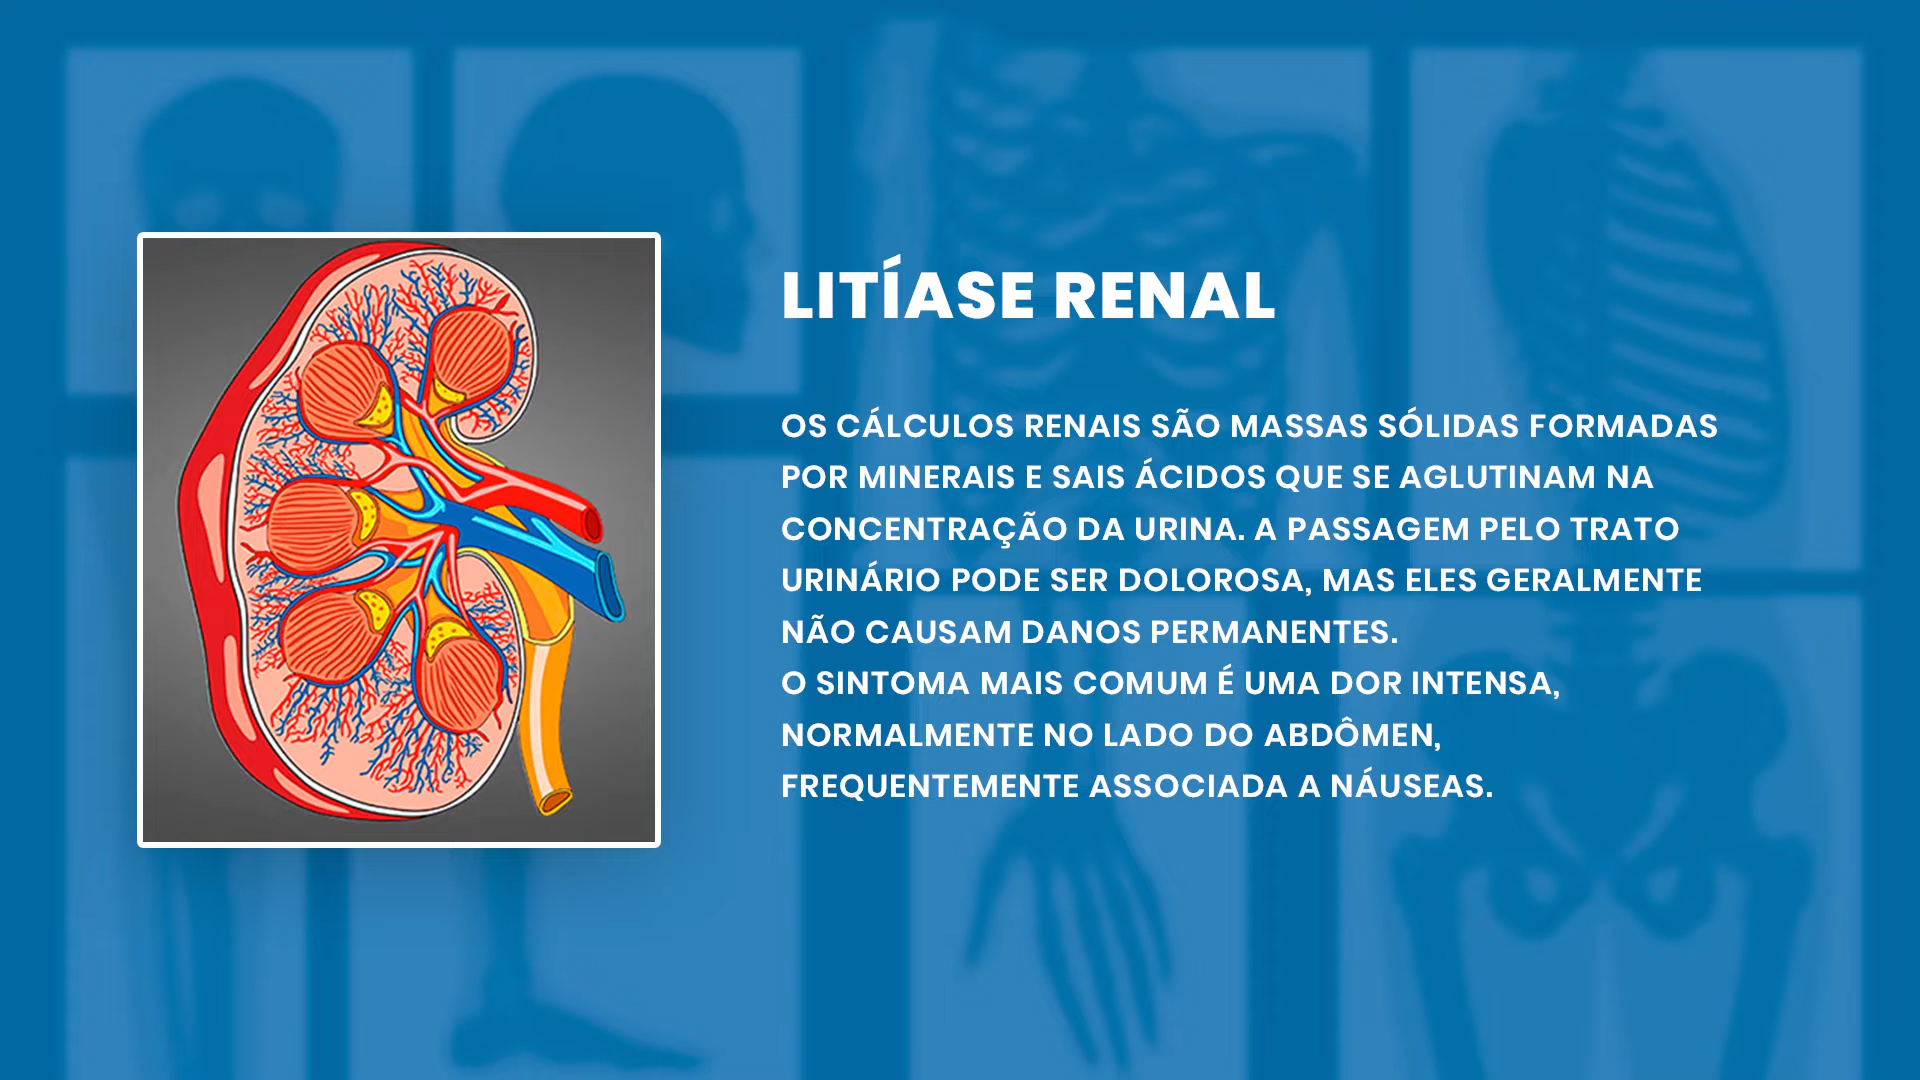 LITÍASE RENAL
OS CÁLCULOS RENAIS SÃO MASSAS SÓLIDAS FORMADAS
POR MINERAIS E SAIS ÁCIDOS QUE SE AGLUTINAM NA
CONCENTRAÇÃO DA URINA. A PASSAGEM PELO TRATO
URINÁRIO PODE SER DOLOROSA, MAS ELES GERALMENTE
NÃO CAUSAM DANOS PERMANENTES.
O SINTOMA MAIS COMUM É UMA DOR INTENSA,
NORMALMENTE NO LADO DO ABDÔMEN,
FREQUENTEMENTE ASSOCIADA A NÁUSEAS.